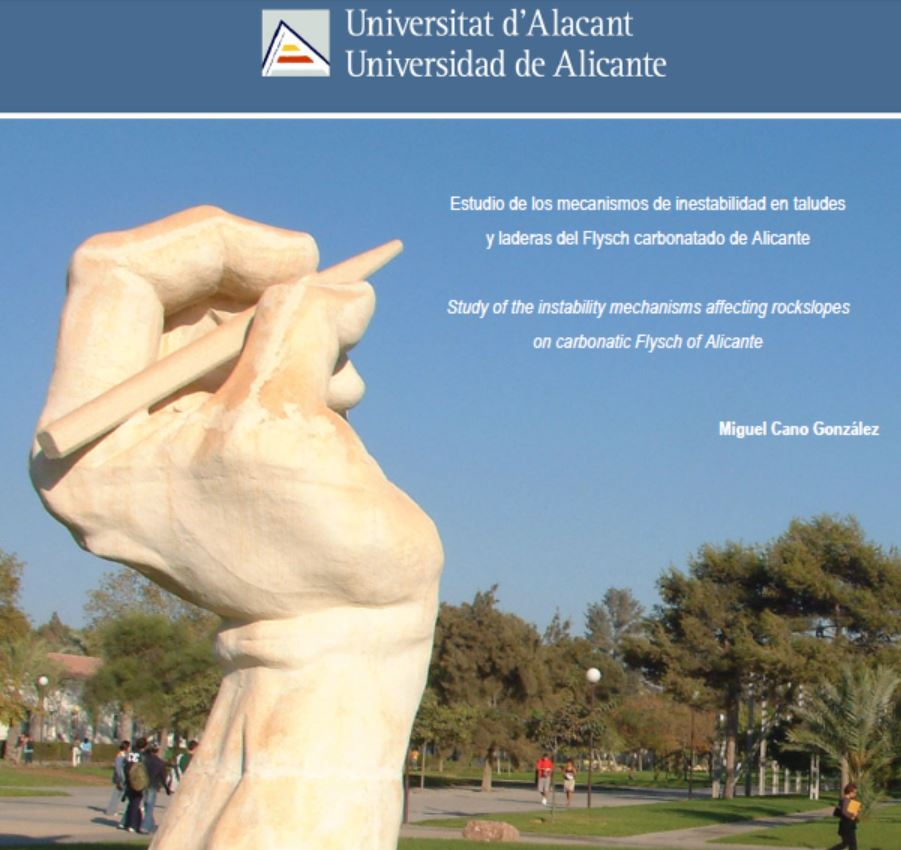 Universitat d'Alacant
Universidad de Alicante
Estudio de los mecanismos de inestabilidad en taludes
y laderas del Flysch carbonatado de Alicante
Study of the instability mechanisms affecting rockslopes
on carbonatic Flysch of Alicante
Miguel Cano González